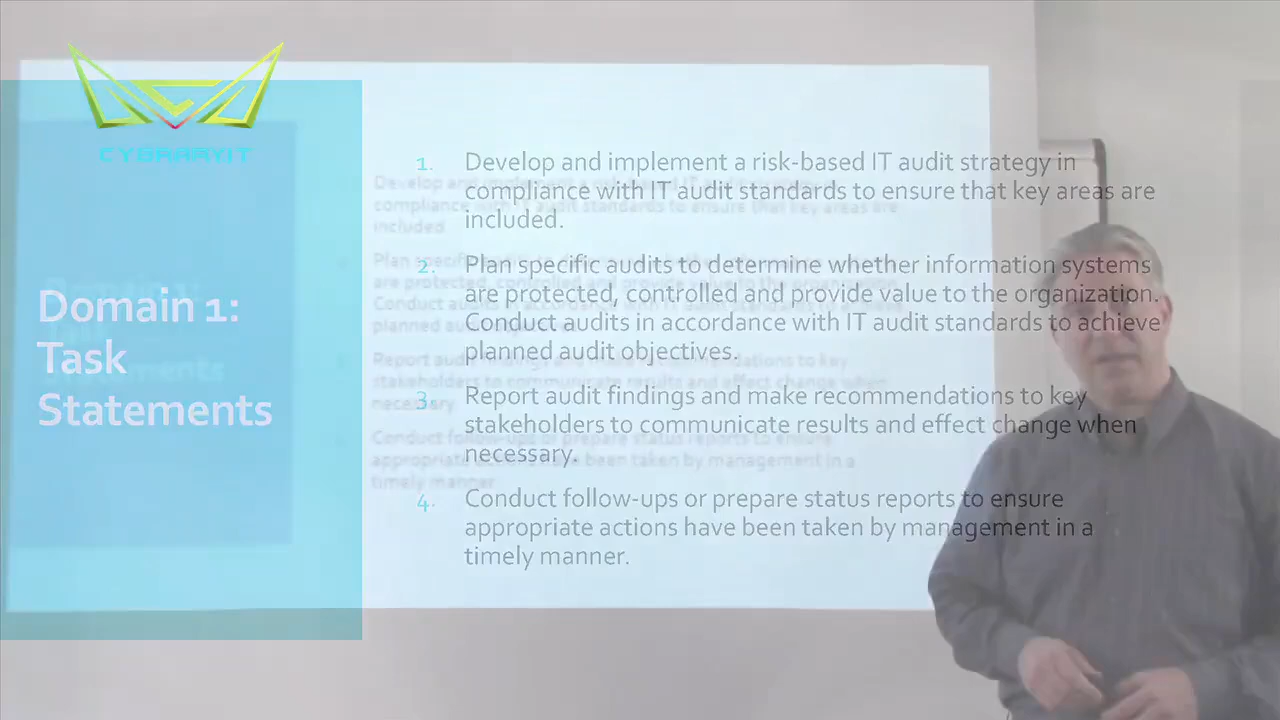 CYBRARYIT
Domain 1:
Task
Statements
1. Develop and implement a risk-based IT audit strategy in
compliance with IT audit standards to ensure that key areas are
included.
2. Plan specific audits to determine whether information systems
are protected, controlled and provide value to the organization.
Conduct audits in accordance with IT audit standards to achieve
planned audit objectives.
3. Report audit findings and make recommendations to key
stakeholders to communicate results and effect change when
necessary.
4. Conduct follow-ups or prepare status reports to ensure
appropriate actions have been taken by management in a
timely manner.